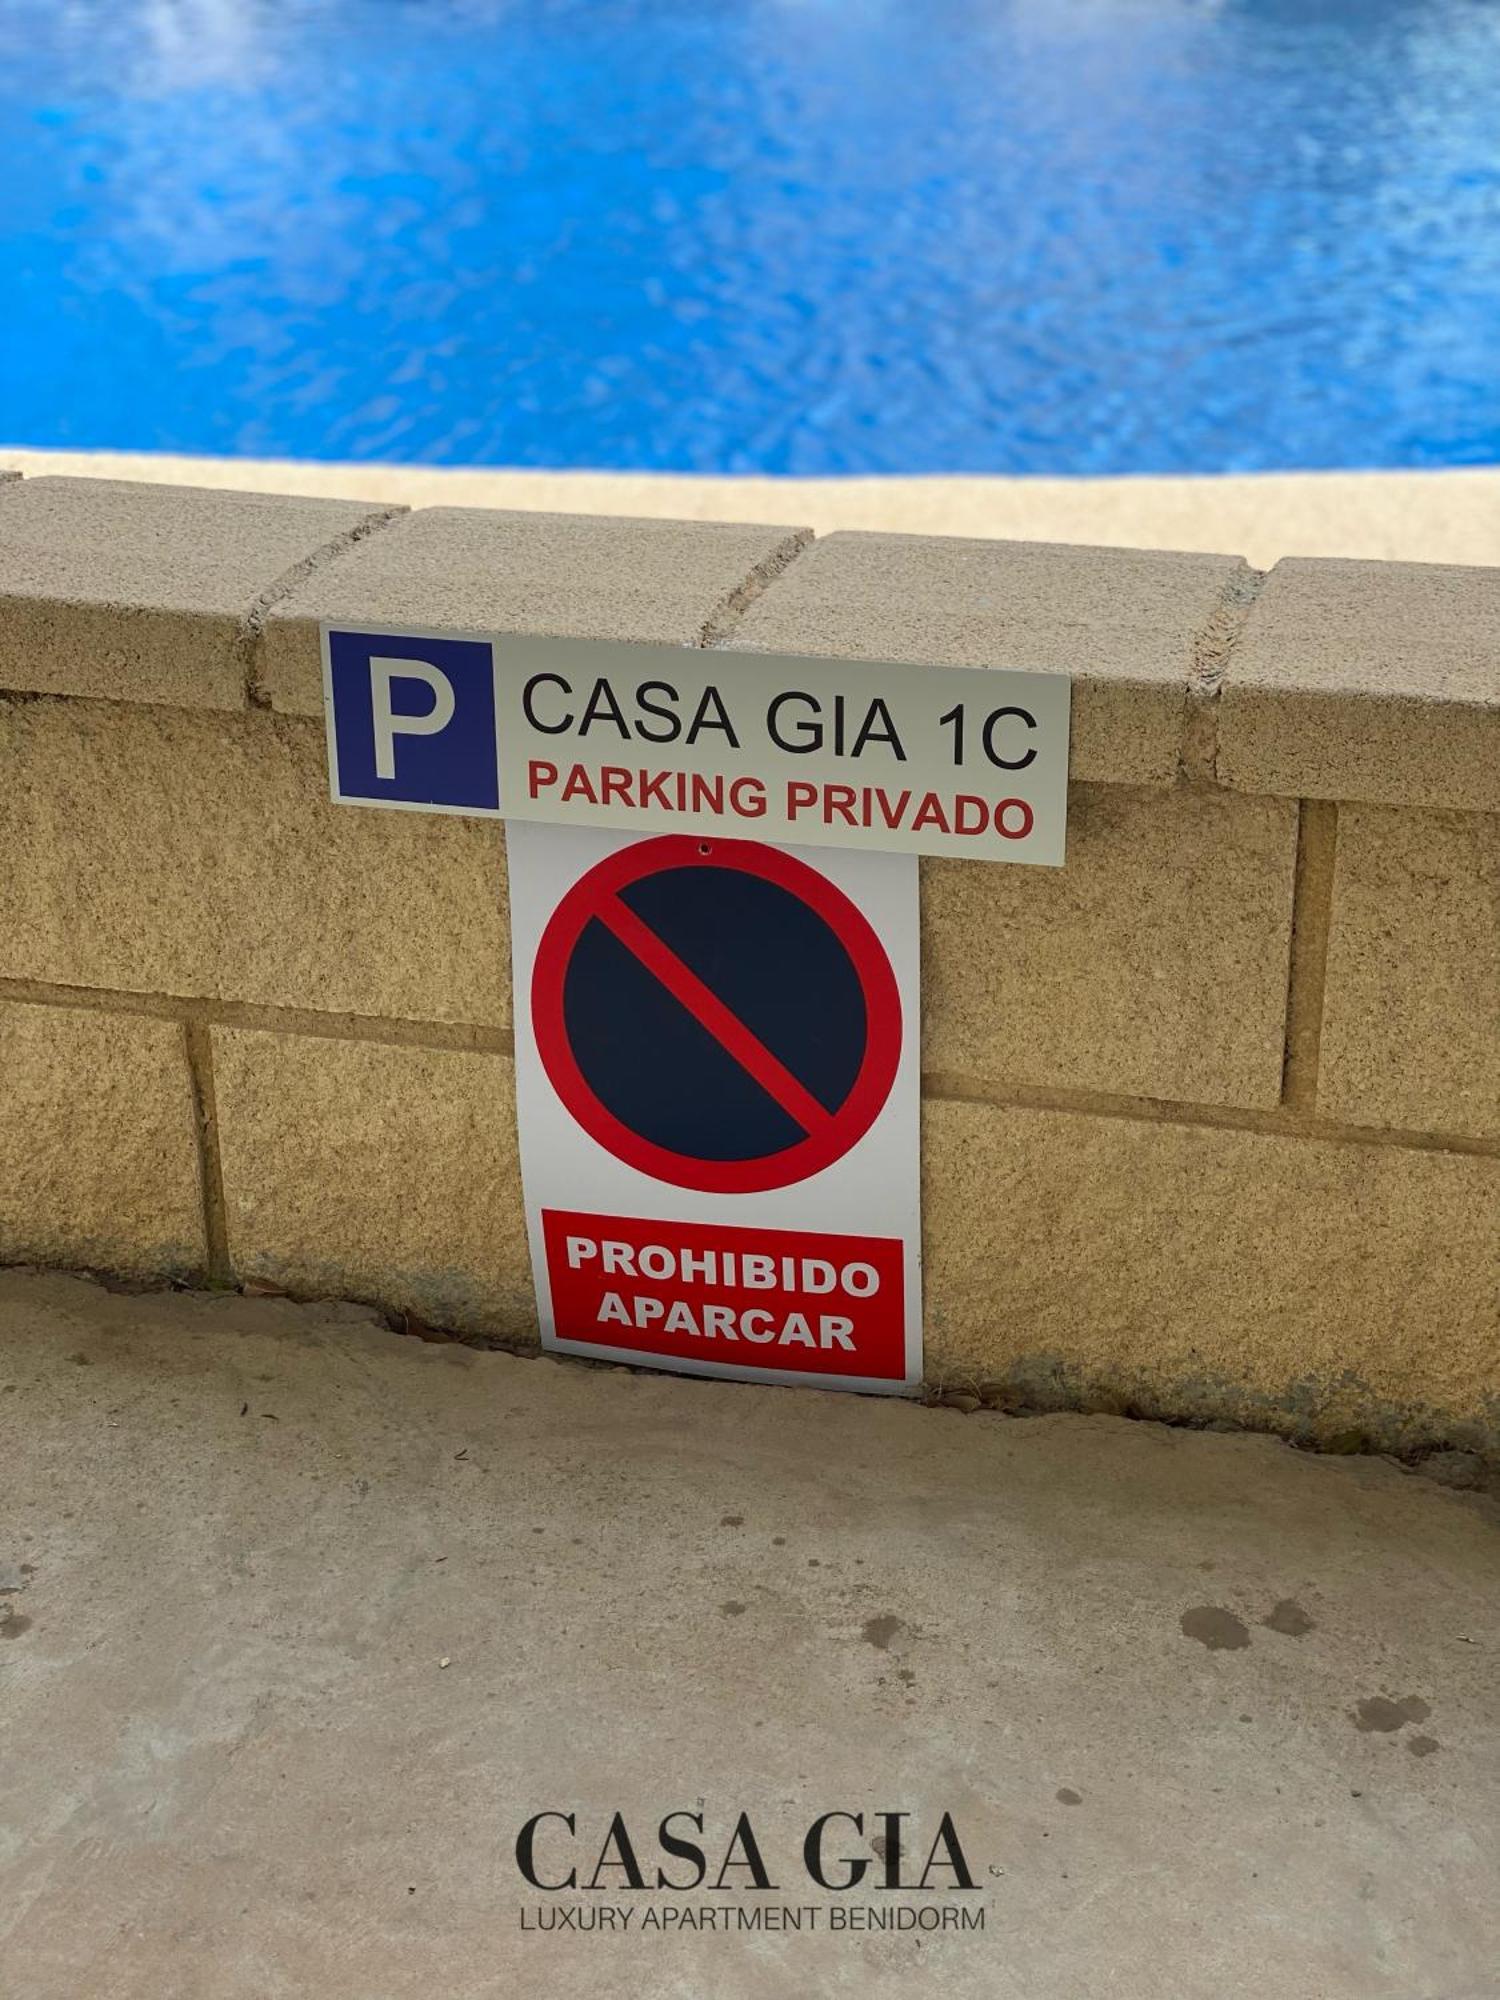 P
CASA GIA 1C
PARKING PRIVADO
PROHIBIDO
APARCAR
CASA GIA
LUXURY APARTMENT BENIDORM